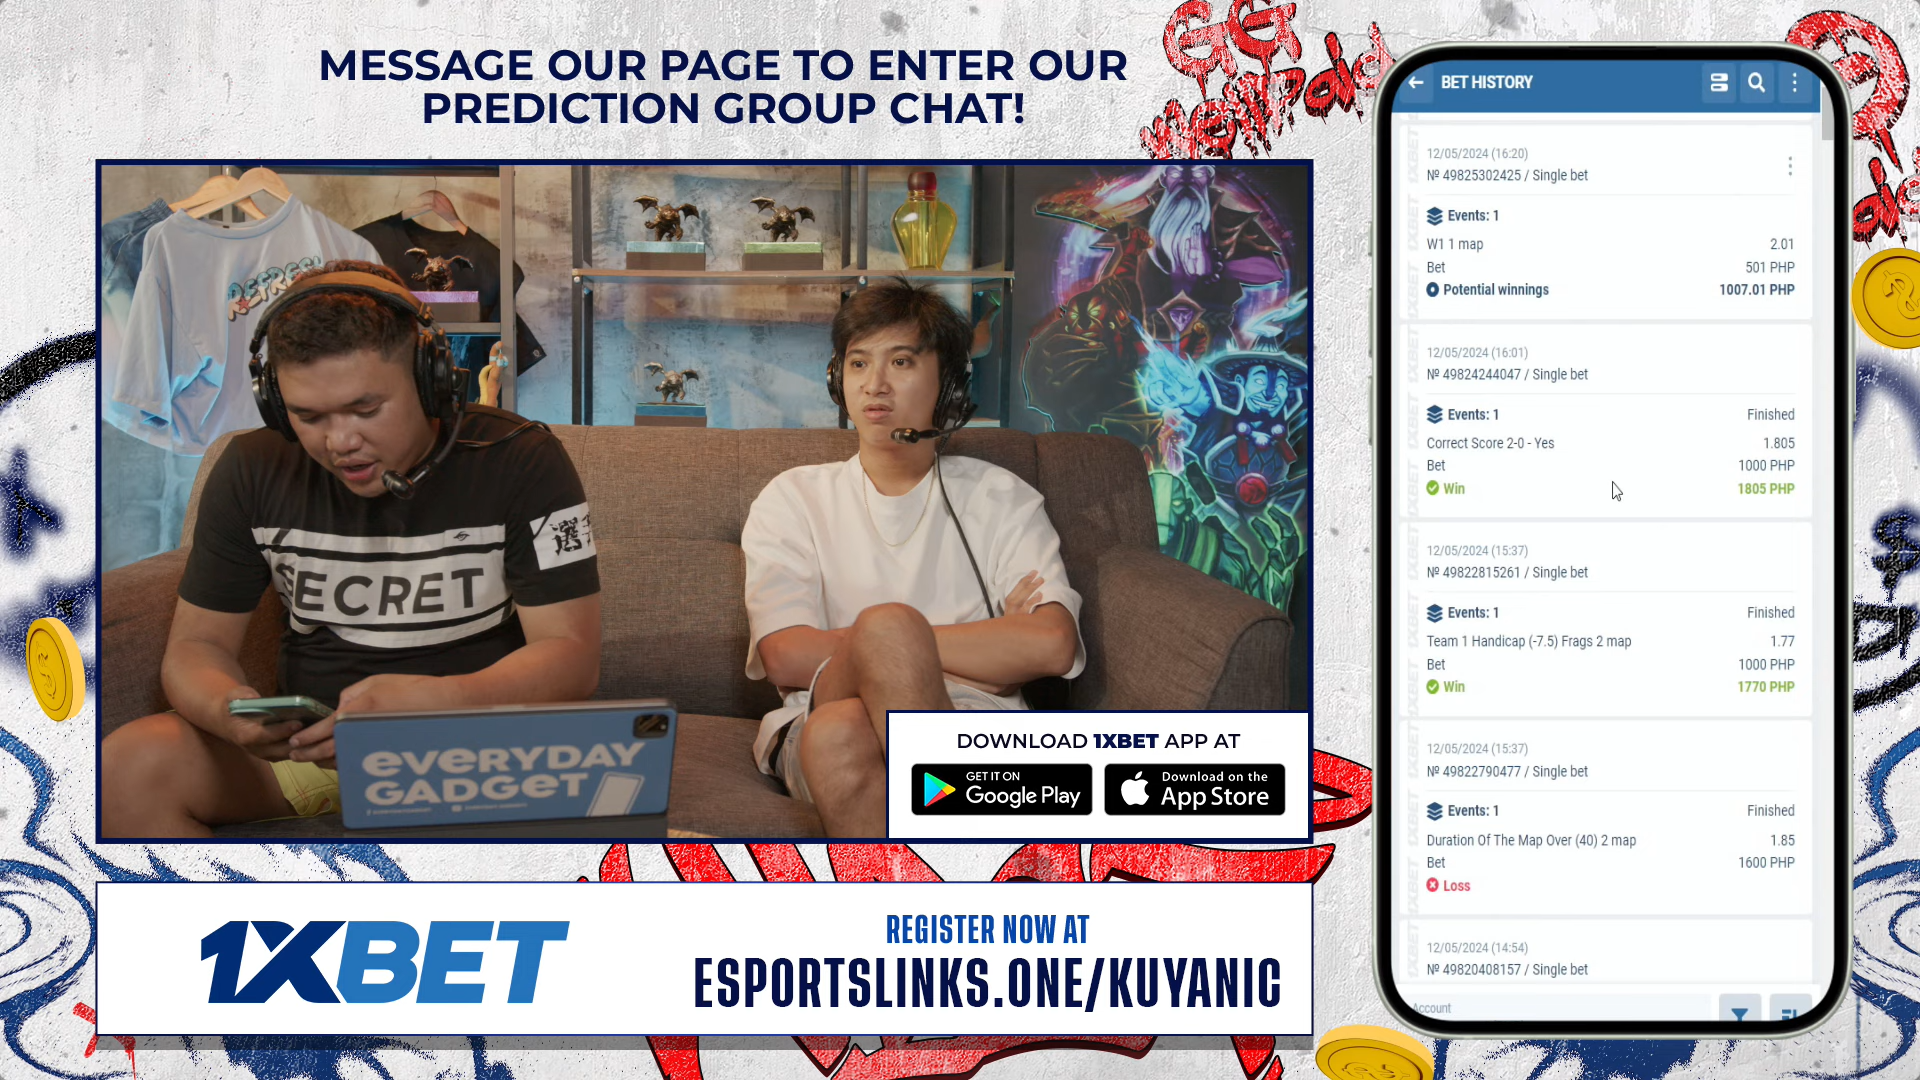 MESSAGE OUR PAGE TO ENTER OUR
PREDICTION GROUP CHAT!
GG
REFRESH
SECRET
選手
everyDAY
GADGeT
DOWNLOAD 1XBET APP AT
GET IT ON
Google Play
Download on the
App Store
1XBET
REGISTER NOW AT
ESPORTSLINKS.ONE/KUYANIC
BET HISTORY
12/05/2024 (16:20)
№ 49825302425 / Single bet
Events: 1
W1 1 map 2.01
Bet 501 PHP
Potential winnings 1007.01 PHP
12/05/2024 (16:01)
№ 49824244047 / Single bet
Events: 1 Finished
Correct Score 2-0 - Yes 1.805
Bet 1000 PHP
Win 1805 PHP
12/05/2024 (15:37)
№ 49822815261 / Single bet
Events: 1 Finished
Team 1 Handicap (-7.5) Frags 2 map 1.77
Bet 1000 PHP
Win 1770 PHP
12/05/2024 (15:37)
№ 49822790477 / Single bet
Events: 1 Finished
Duration Of The Map Over (40) 2 map 1.85
Bet 1600 PHP
Loss
12/05/2024 (14:54)
№ 49820408157 / Single bet
Account